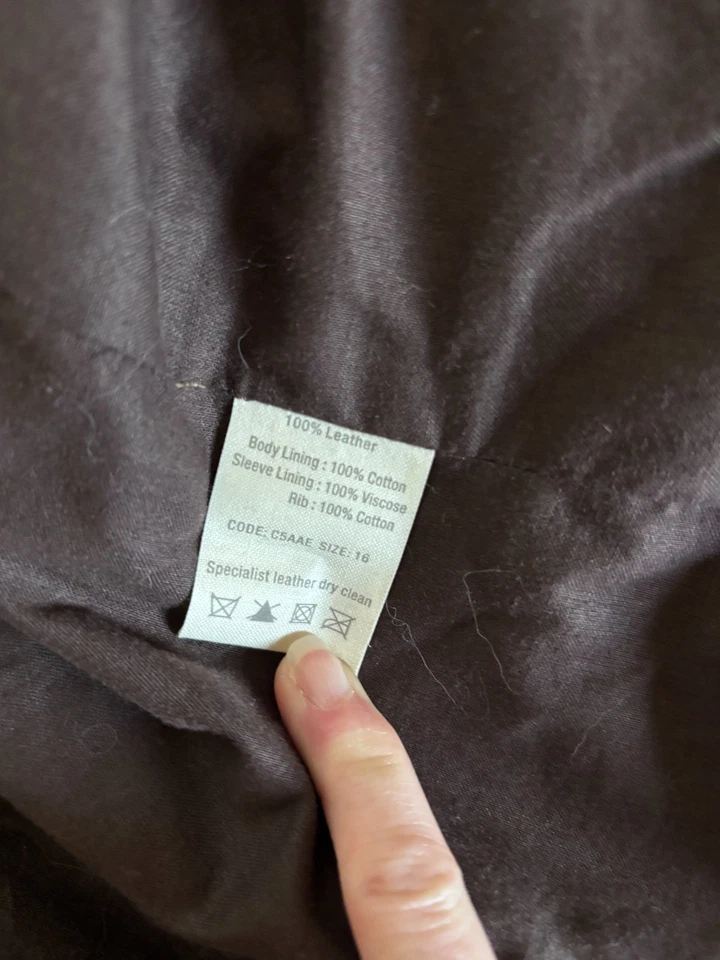 100% Leather
Body Lining : 100% Cotton
Sleeve Lining : 100% Viscose
Rib : 100% Cotton
CODE: C5AAE SIZE: 16
Specialist leather dry clean